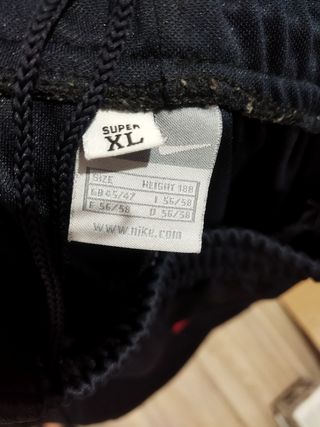 SUPER
XL
SIZE HEIGHT 188
GB 45/47 I 56/58
F 56/58 D 56/58
www.nike.com